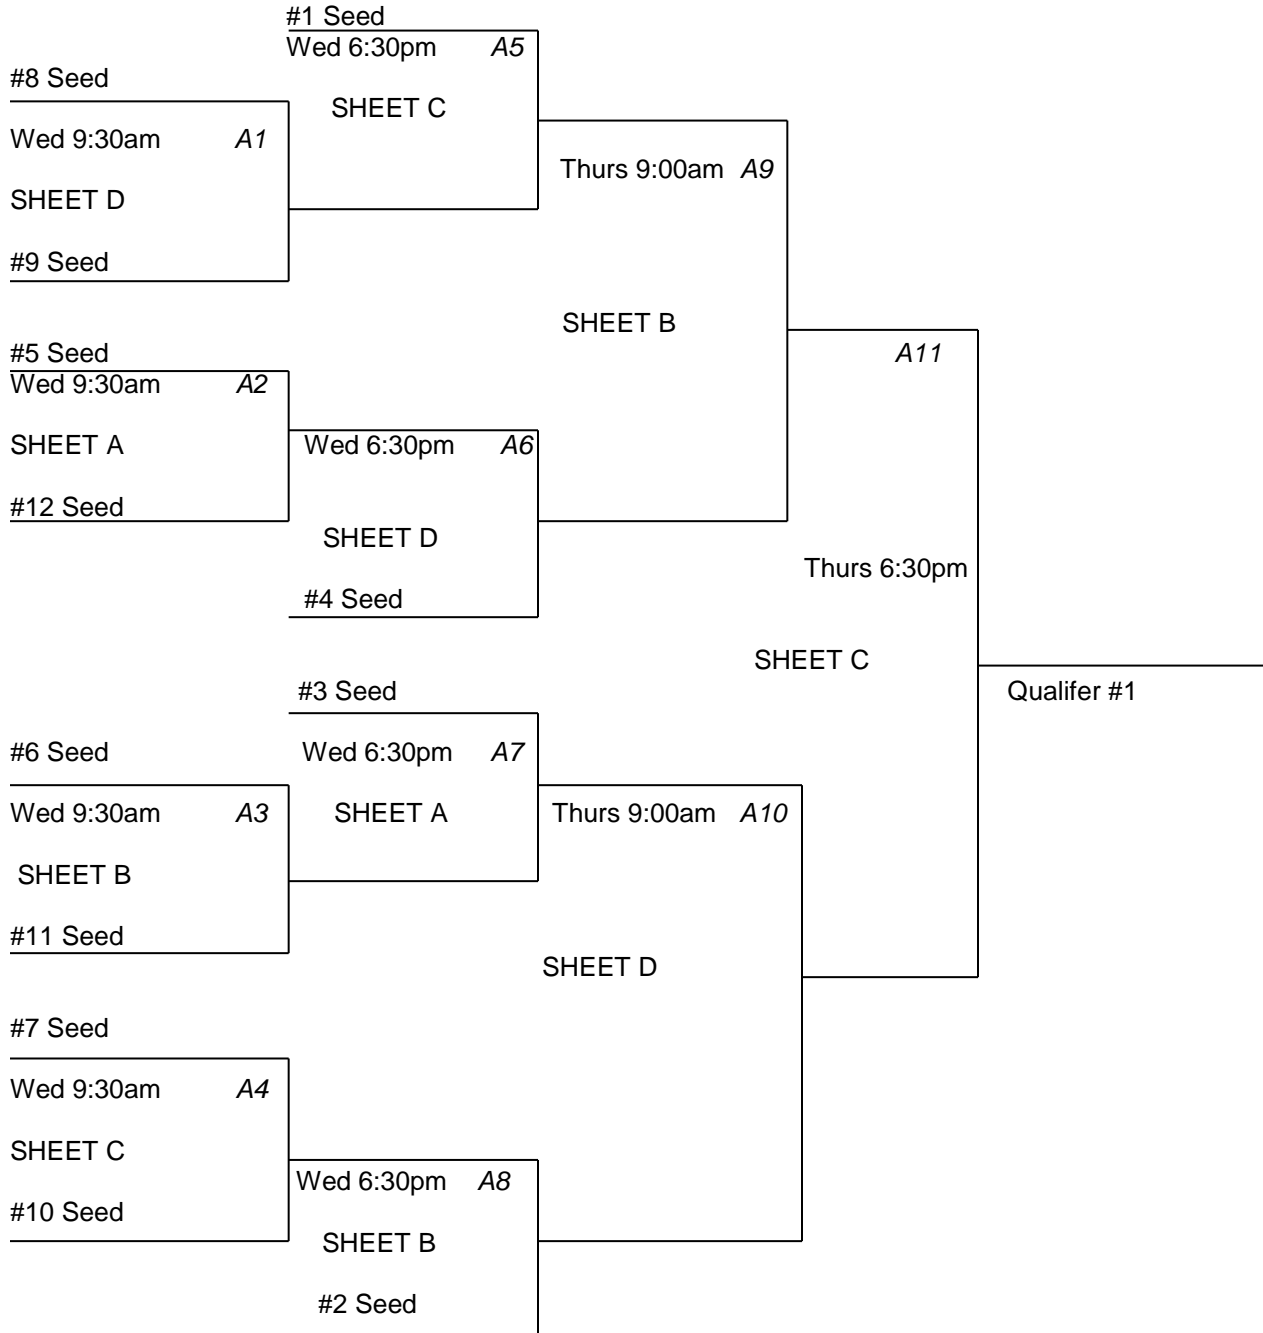 #1 Seed
Wed 6:30pm A5
#8 Seed
SHEET C
Wed 9:30am A1
Thurs 9:00am A9
SHEET D
#9 Seed
SHEET B
#5 Seed
A11
Wed 9:30am A2
SHEET A
Wed 6:30pm A6
#12 Seed
SHEET D
Thurs 6:30pm
#4 Seed
SHEET C
#3 Seed
Qualifer #1
#6 Seed
Wed 6:30pm A7
Wed 9:30am A3
SHEET A
Thurs 9:00am A10
SHEET B
#11 Seed
SHEET D
#7 Seed
Wed 9:30am A4
SHEET C
Wed 6:30pm A8
#10 Seed
SHEET B
#2 Seed